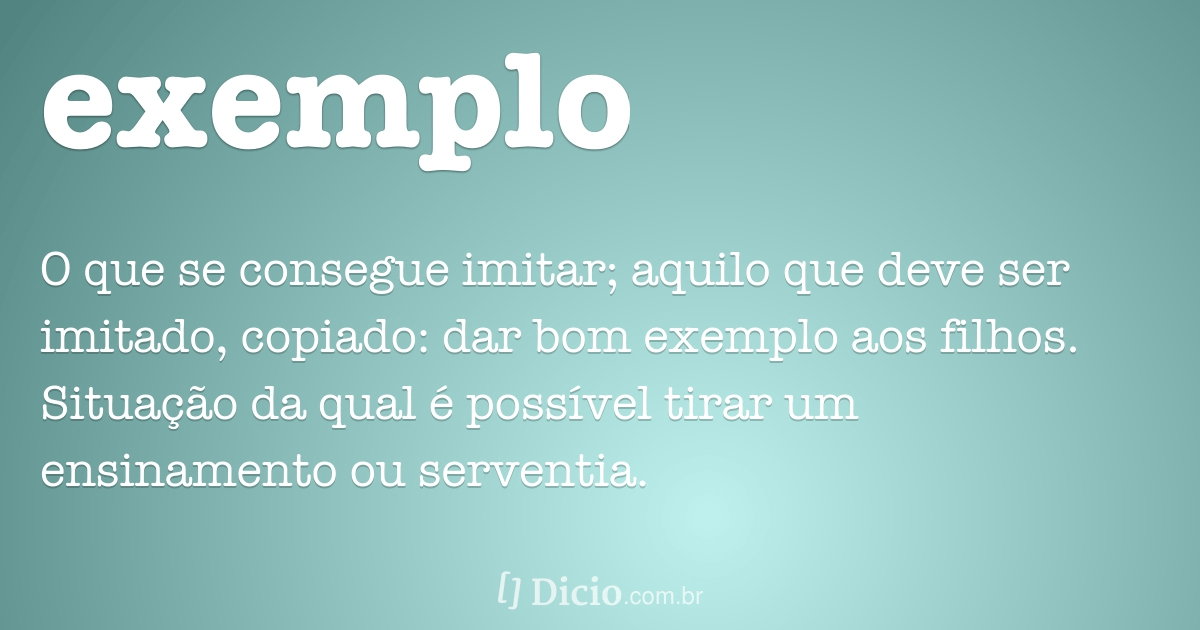 exemplo
O que se consegue imitar; aquilo que deve ser
imitado, copiado: dar bom exemplo aos filhos.
Situação da qual é possível tirar um
ensinamento ou serventia.
[] Dicio.com.br